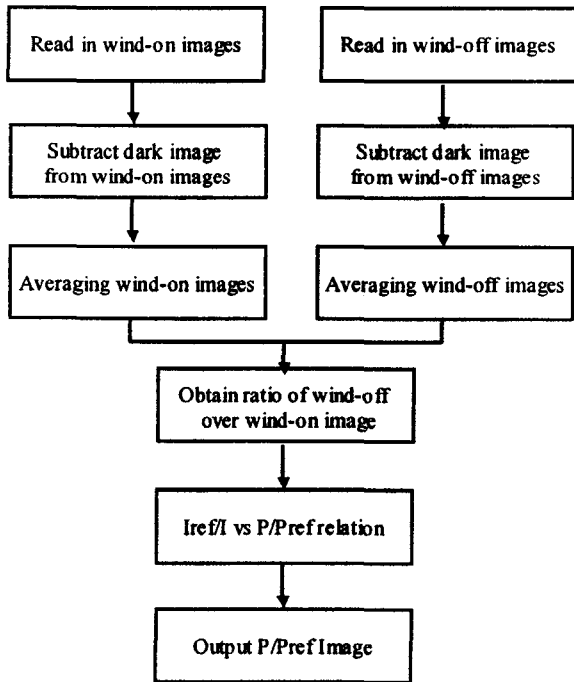 Read in wind-on images
Read in wind-off images
Subtract dark image
from wind-on images
Subtract dark image
from wind-off images
Averaging wind-on images
Averaging wind-off images
Obtain ratio of wind-off
over wind-on image
Iref/I vs P/Pref relation
Output P/Pref Image